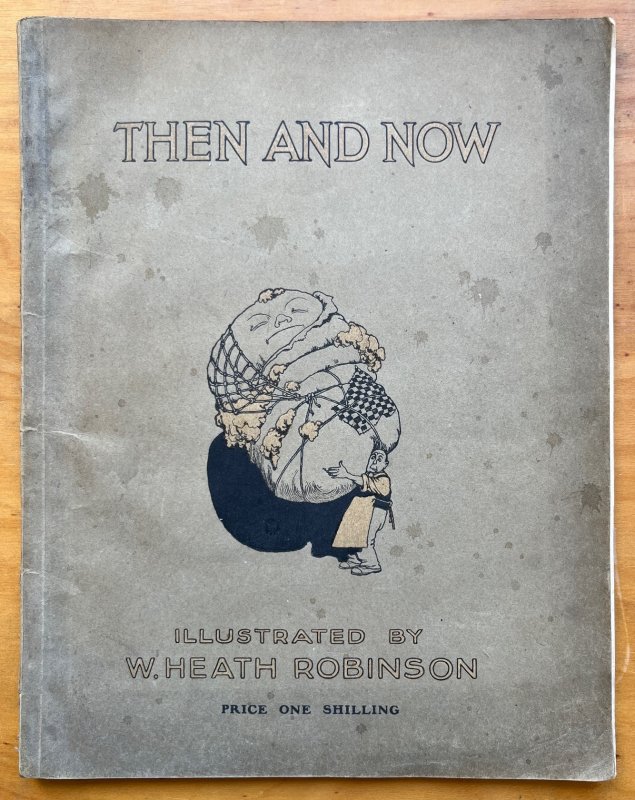 THEN AND NOW
ILLUSTRATED BY
W. HEATH ROBINSON
PRICE ONE SHILLING